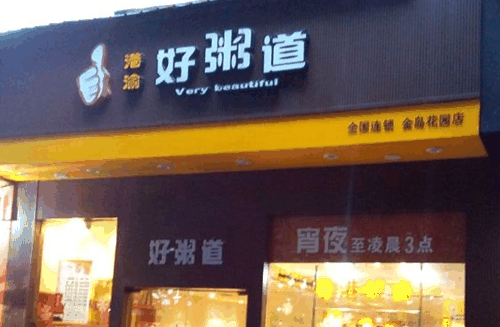 港渝
好粥道
Very beautiful
全国连锁 金岛花园店
好粥道
宵夜至凌晨3点